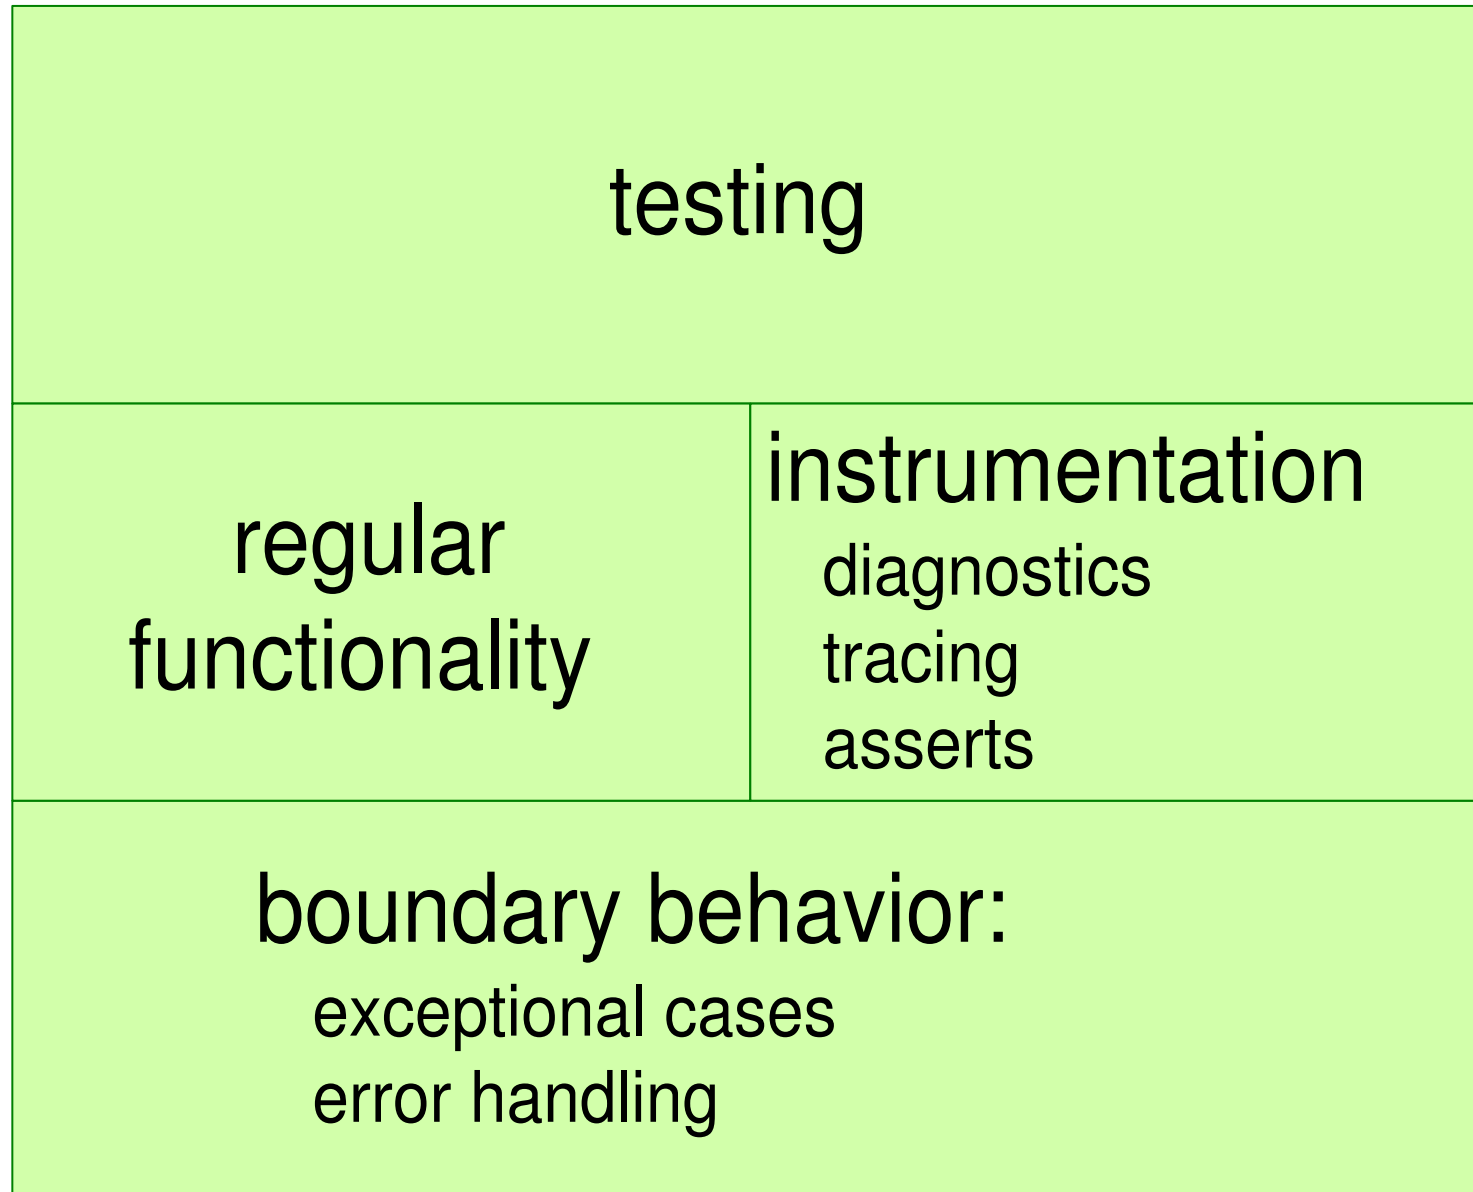 testing
regular
functionality
instrumentation
diagnostics
tracing
asserts
boundary behavior:
exceptional cases
error handling